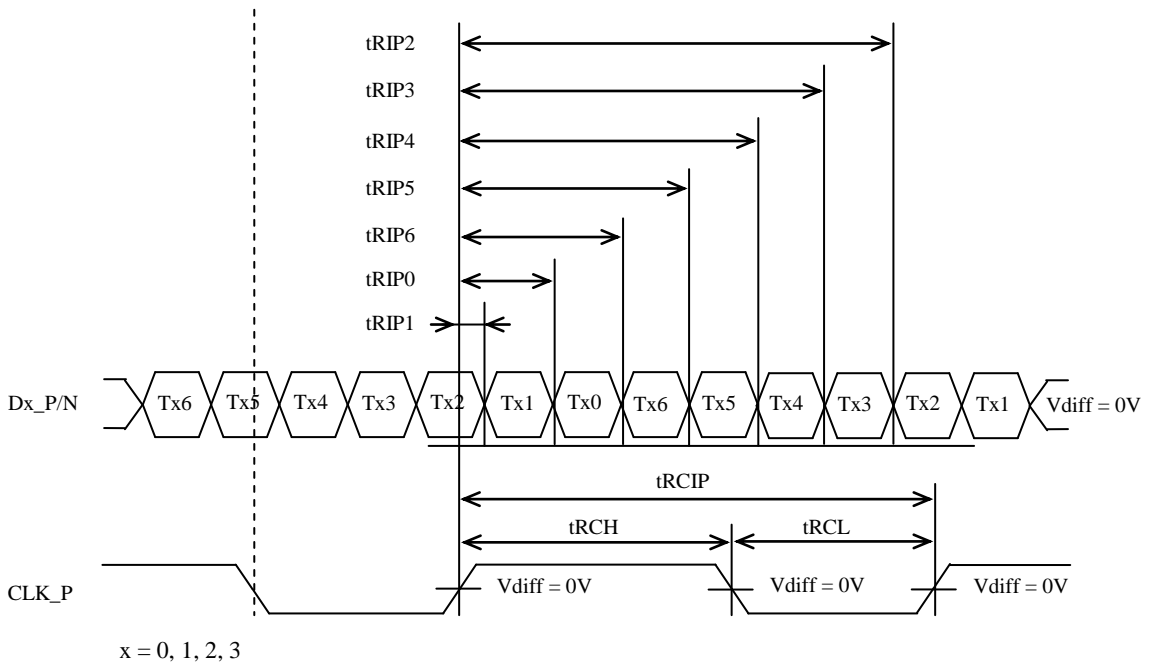 tRIP2
tRIP3
tRIP4
tRIP5
tRIP6
tRIP0
tRIP1
Dx_P/N Tx6 Tx5 Tx4 Tx3 Tx2 Tx1 Tx0 Tx6 Tx5 Tx4 Tx3 Tx2 Tx1 Vdiff = 0V
tRCIP
tRCH tRCL
CLK_P Vdiff = 0V Vdiff = 0V Vdiff = 0V
x = 0, 1, 2, 3